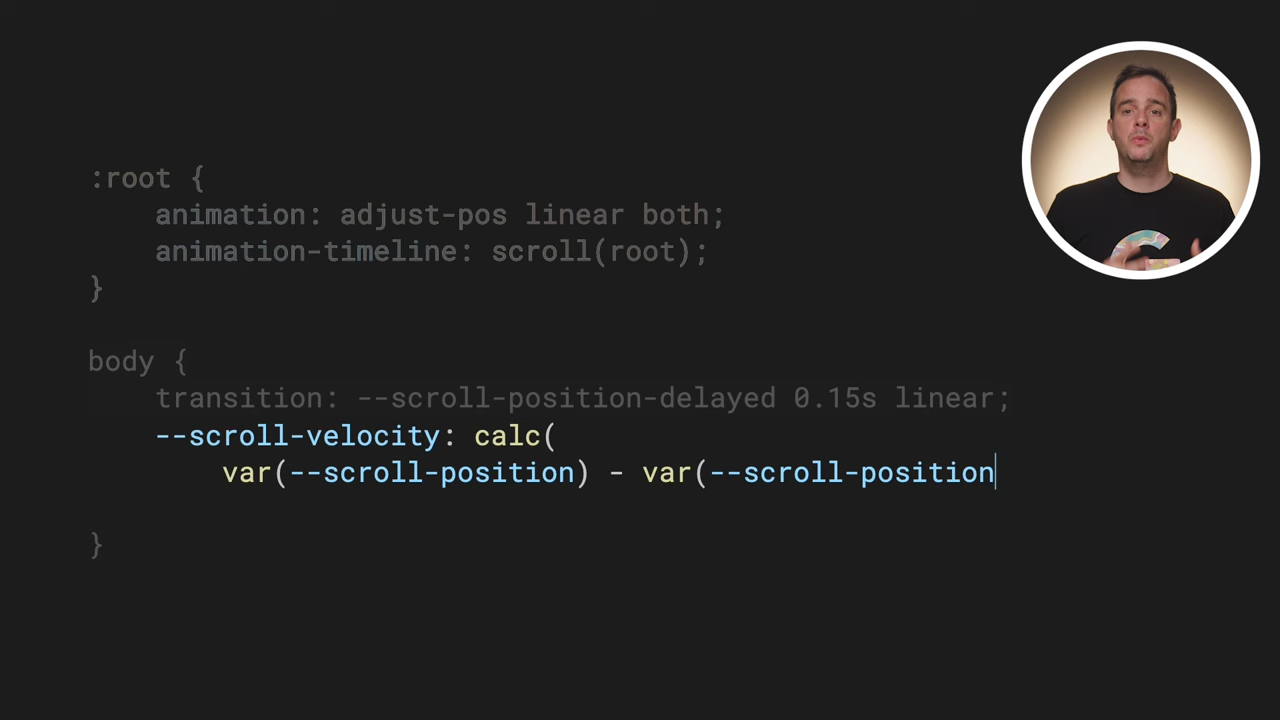 :root {
animation: adjust-pos linear both;
animation-timeline: scroll(root);
}
body {
transition: --scroll-position-delayed 0.15s linear;
--scroll-velocity: calc(
var(--scroll-position) - var(--scroll-position
}